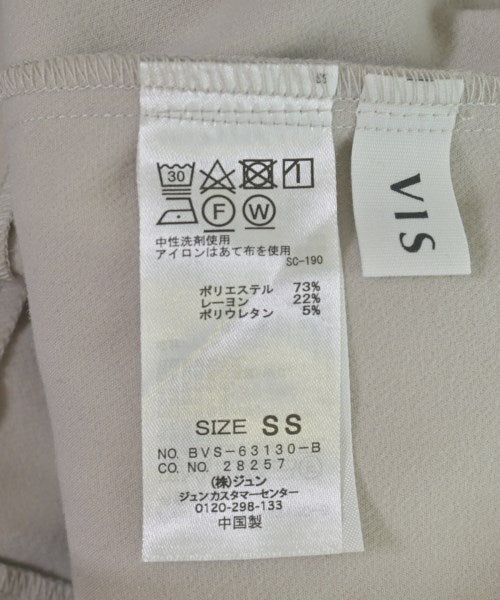 30
F
W
中性洗剤使用
アイロンはあて布を使用
SC-190
ポリエステル 73%
レーヨン 22%
ポリウレタン 5%
SIZE SS
NO. BVS-63130-B
CO. NO. 28257
(株)ジュン
ジュンカスタマーセンター
0120-298-133
中国製
VIS